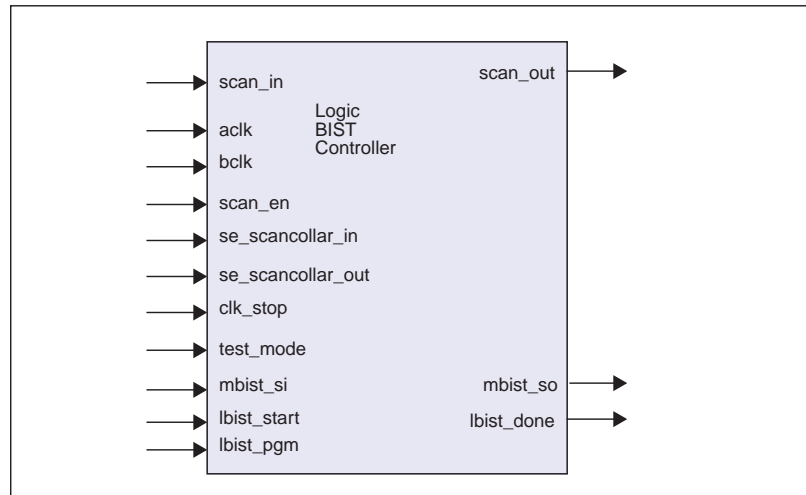 scan_in
scan_out
Logic
BIST
Controller
aclk
bclk
scan_en
se_scancollar_in
se_scancollar_out
clk_stop
test_mode
mbist_si
mbist_so
lbist_start
lbist_done
lbist_pgm